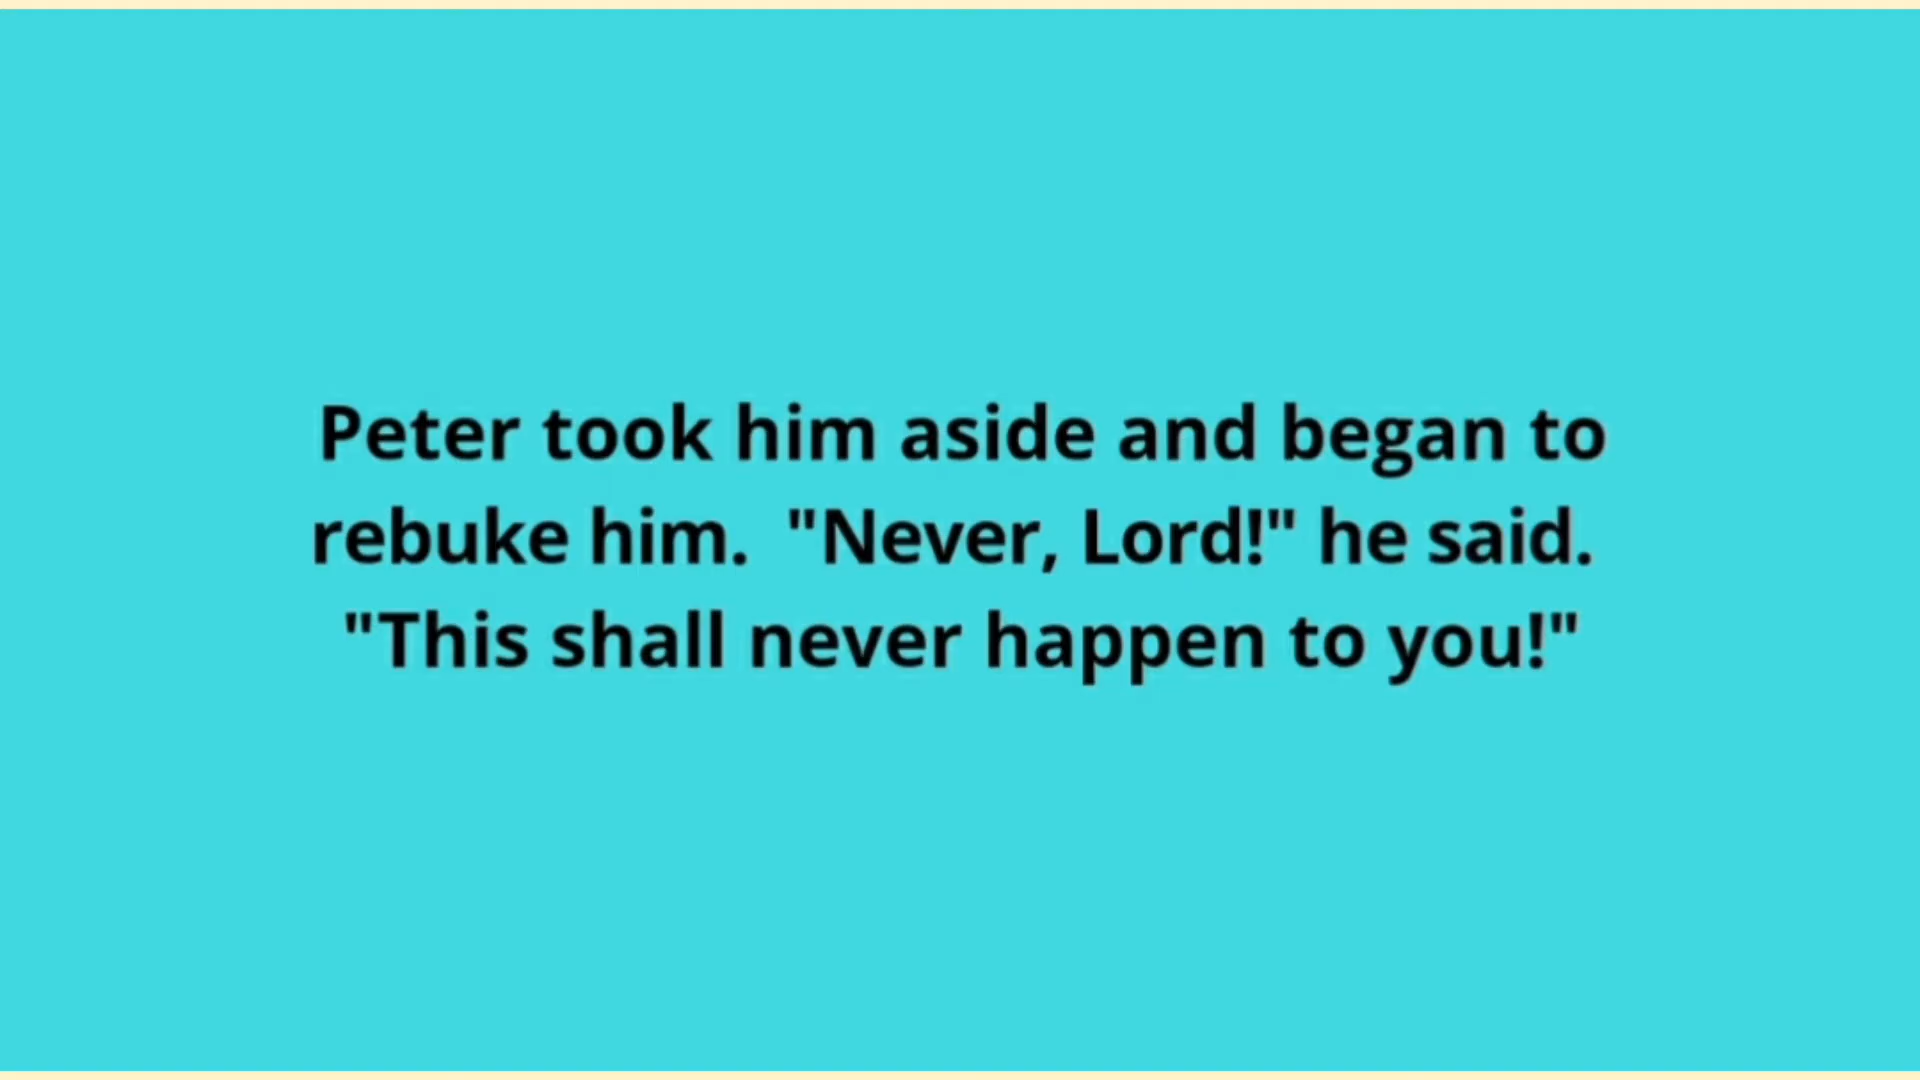 Peter took him aside and began to
rebuke him.  "Never, Lord!" he said.
"This shall never happen to you!"